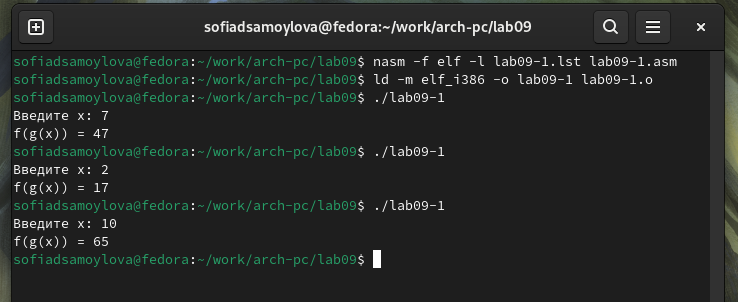 sofiadsamoylova@fedora:~/work/arch-pc/lab09
sofiadsamoylova@fedora:~/work/arch-pc/lab09$ nasm -f elf -l lab09-1.lst lab09-1.asm
sofiadsamoylova@fedora:~/work/arch-pc/lab09$ ld -m elf_i386 -o lab09-1 lab09-1.o
sofiadsamoylova@fedora:~/work/arch-pc/lab09$ ./lab09-1
Введите x: 7
f(g(x)) = 47
sofiadsamoylova@fedora:~/work/arch-pc/lab09$ ./lab09-1
Введите x: 2
f(g(x)) = 17
sofiadsamoylova@fedora:~/work/arch-pc/lab09$ ./lab09-1
Введите x: 10
f(g(x)) = 65
sofiadsamoylova@fedora:~/work/arch-pc/lab09$